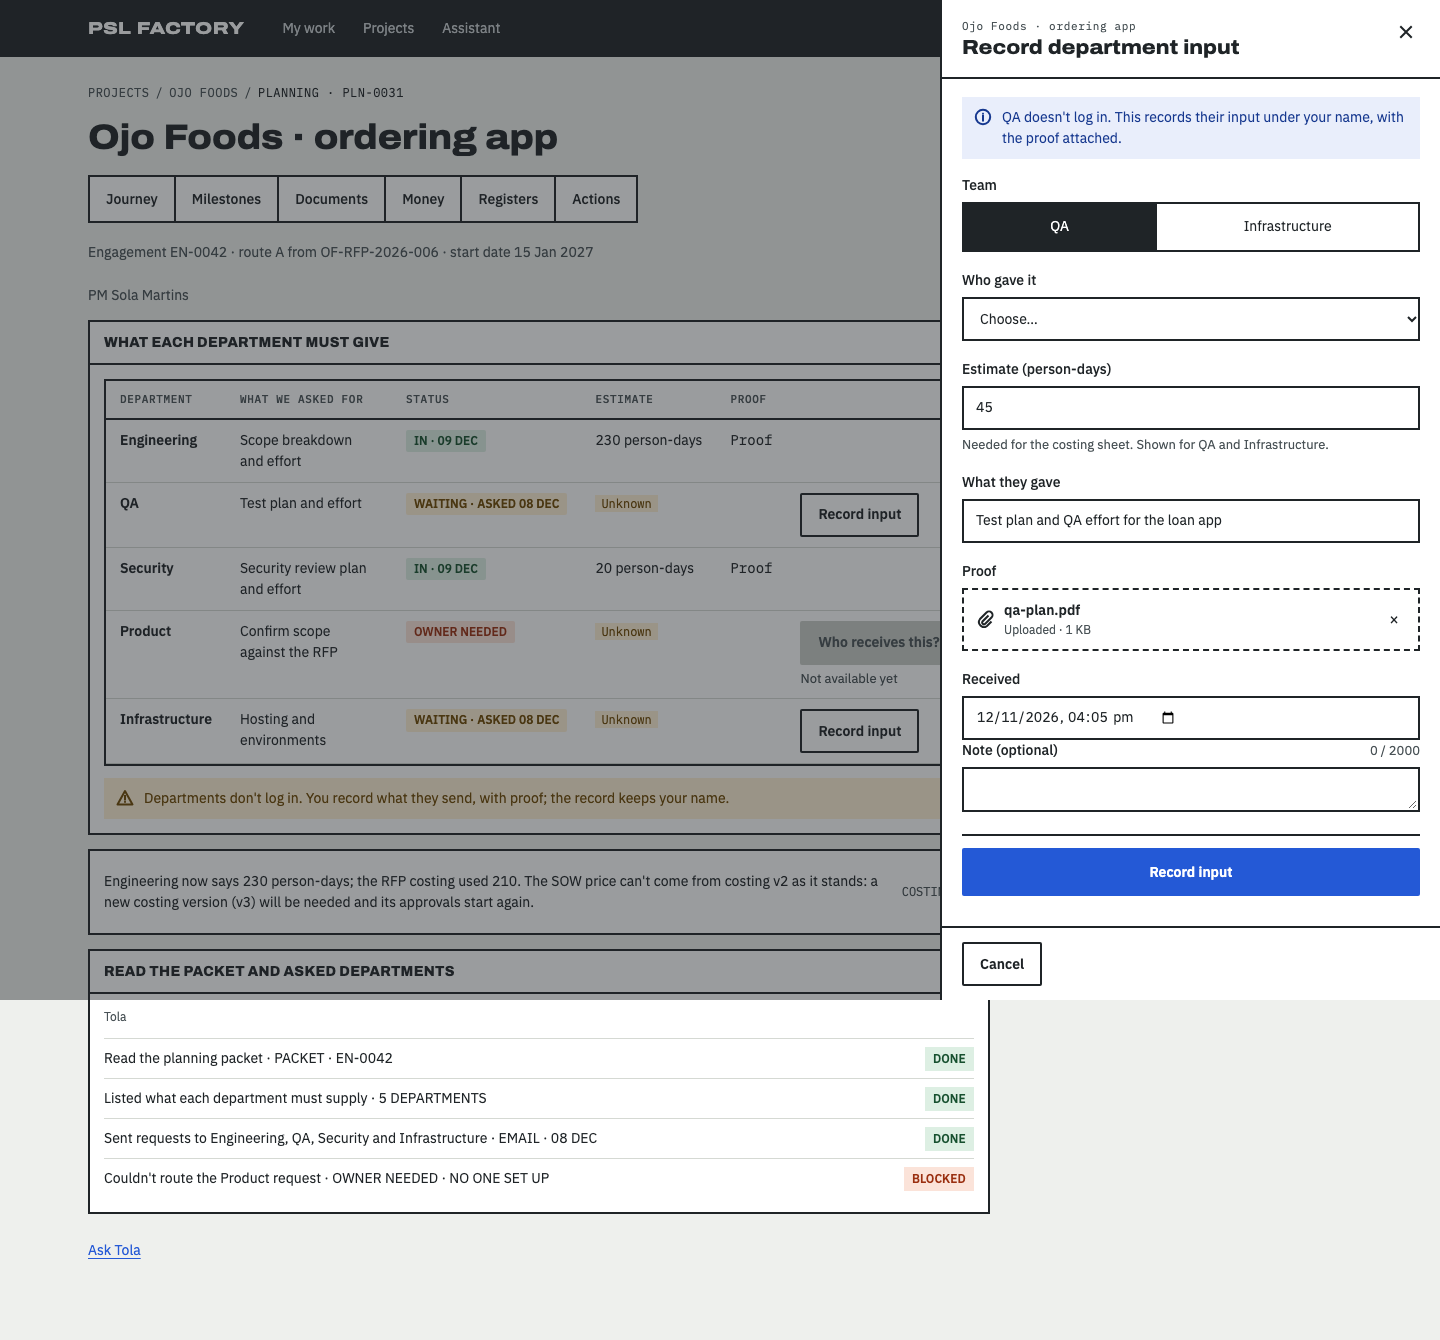 PSL FACTORY
My work
Projects
Assistant
PROJECTS / OJO FOODS / PLANNING · PLN-0031
Ojo Foods · ordering app
Journey
Milestones
Documents
Money
Registers
Actions
Engagement EN-0042 · route A from OF-RFP-2026-006 · start date 15 Jan 2027
PM Sola Martins
WHAT EACH DEPARTMENT MUST GIVE
DEPARTMENT
WHAT WE ASKED FOR
STATUS
ESTIMATE
PROOF
Engineering
Scope breakdown
and effort
IN · 09 DEC
230 person-days
Proof
QA
Test plan and effort
WAITING · ASKED 08 DEC
Unknown
Record input
Security
Security review plan
and effort
IN · 09 DEC
20 person-days
Proof
Product
Confirm scope
against the RFP
OWNER NEEDED
Unknown
Who receives this?
Not available yet
Infrastructure
Hosting and
environments
WAITING · ASKED 08 DEC
Unknown
Record input
Departments don't log in. You record what they send, with proof; the record keeps your name.
Engineering now says 230 person-days; the RFP costing used 210. The SOW price can't come from costing v2 as it stands: a
new costing version (v3) will be needed and its approvals start again.
READ THE PACKET AND ASKED DEPARTMENTS
Tola
Read the planning packet · PACKET · EN-0042
DONE
Listed what each department must supply · 5 DEPARTMENTS
DONE
Sent requests to Engineering, QA, Security and Infrastructure · EMAIL · 08 DEC
DONE
Couldn't route the Product request · OWNER NEEDED · NO ONE SET UP
BLOCKED
Ask Tola
Ojo Foods · ordering app
Record department input
QA doesn't log in. This records their input under your name, with
the proof attached.
Team
QA
Infrastructure
Who gave it
Choose...
Estimate (person-days)
45
Needed for the costing sheet. Shown for QA and Infrastructure.
What they gave
Test plan and QA effort for the loan app
Proof
qa-plan.pdf
Uploaded · 1 KB
Received
12/11/2026, 04:05 pm
Note (optional)
0 / 2000
Record input
Cancel